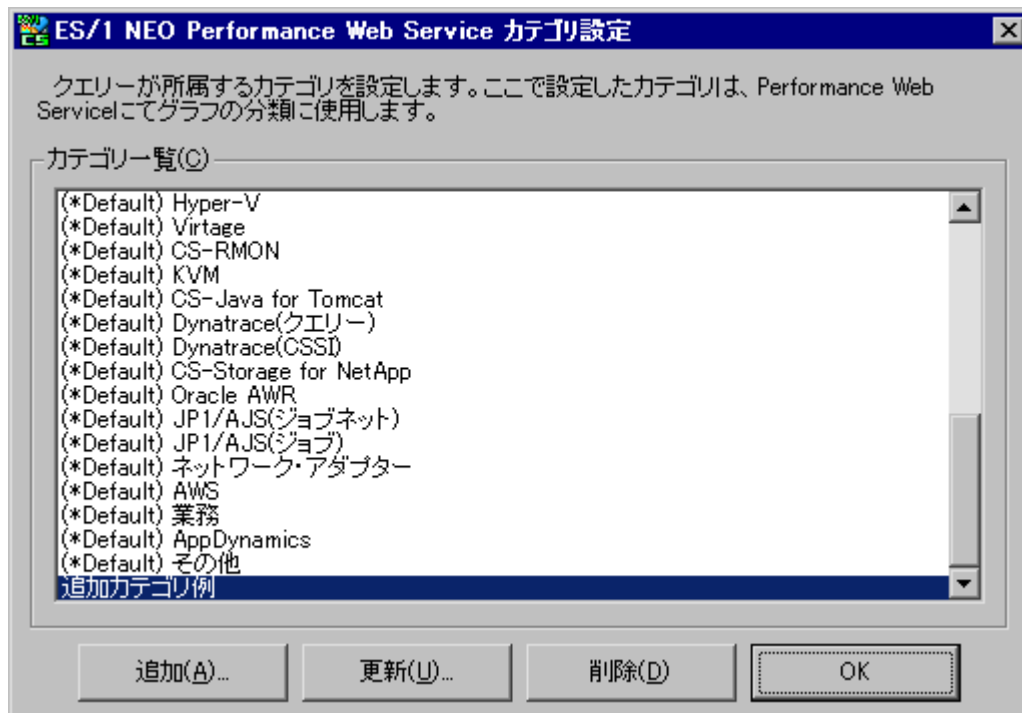 ES/1 NEO Performance Web Service カテゴリ設定
クエリーが所属するカテゴリを設定します。ここで設定したカテゴリは、Performance Web
Serviceにてグラフの分類に使用します。
カテゴリ一覧(C)
(*Default) Hyper-V
(*Default) Virtage
(*Default) CS-RMON
(*Default) KVM
(*Default) CS-Java for Tomcat
(*Default) Dynatrace(クエリー)
(*Default) Dynatrace(CSSI)
(*Default) CS-Storage for NetApp
(*Default) Oracle AWR
(*Default) JP1/AJS(ジョブネット)
(*Default) JP1/AJS(ジョブ)
(*Default) ネットワーク・アダプター
(*Default) AWS
(*Default) 業務
(*Default) AppDynamics
(*Default) その他
追加カテゴリ例
追加(A)... 更新(U)... 削除(D) OK